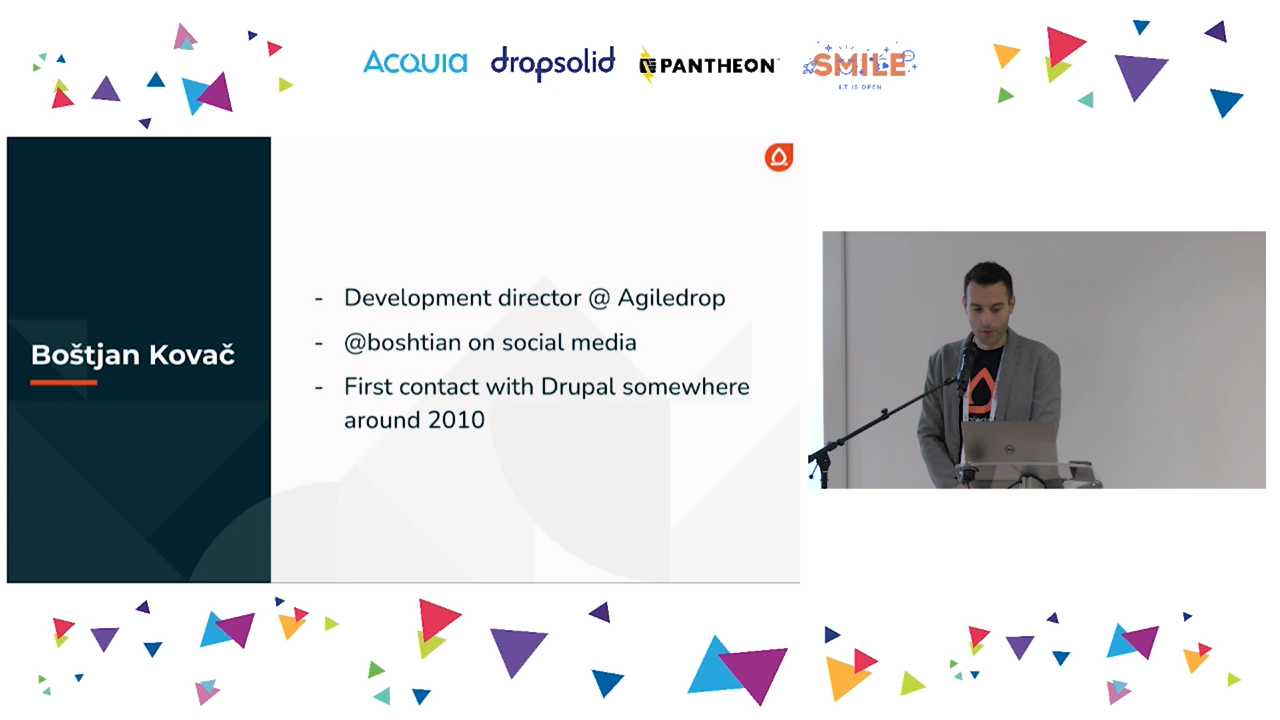 ACQUIA dropsolid PANTHEON SMILE
I.T IS OPEN
Boštjan Kovač
- Development director @ Agiledrop
- @boshtian on social media
- First contact with Drupal somewhere
around 2010